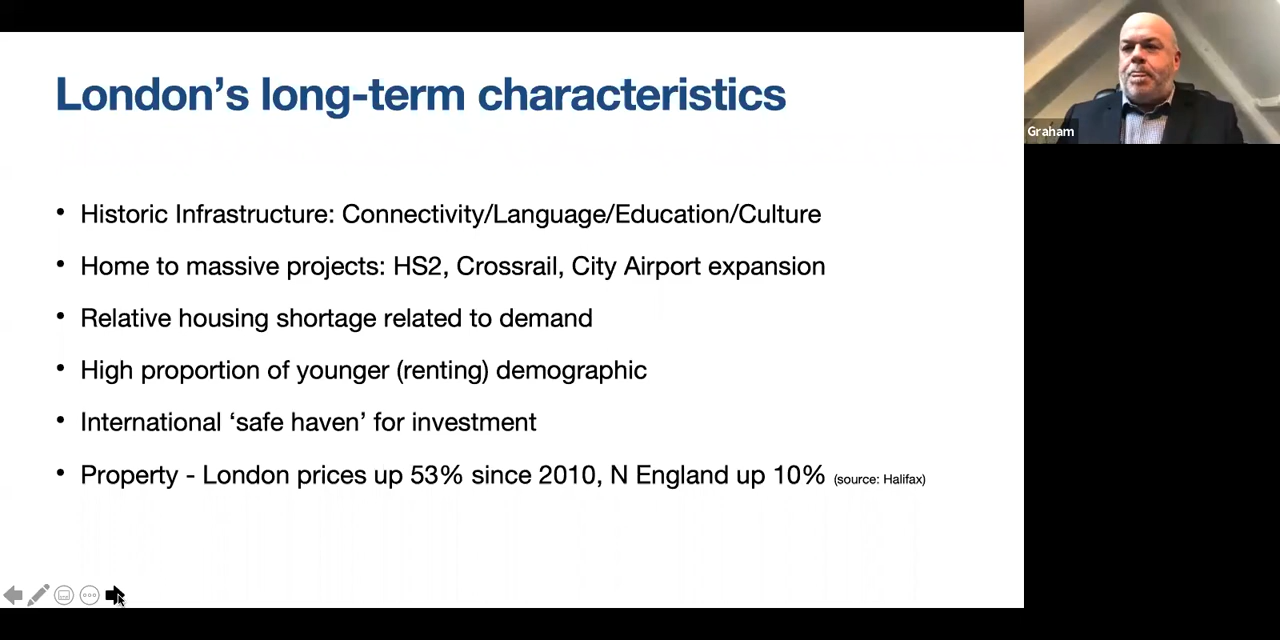 London’s long-term characteristics
• Historic Infrastructure: Connectivity/Language/Education/Culture
• Home to massive projects: HS2, Crossrail, City Airport expansion
• Relative housing shortage related to demand
• High proportion of younger (renting) demographic
• International ‘safe haven’ for investment
• Property - London prices up 53% since 2010, N England up 10% (source: Halifax)
Graham